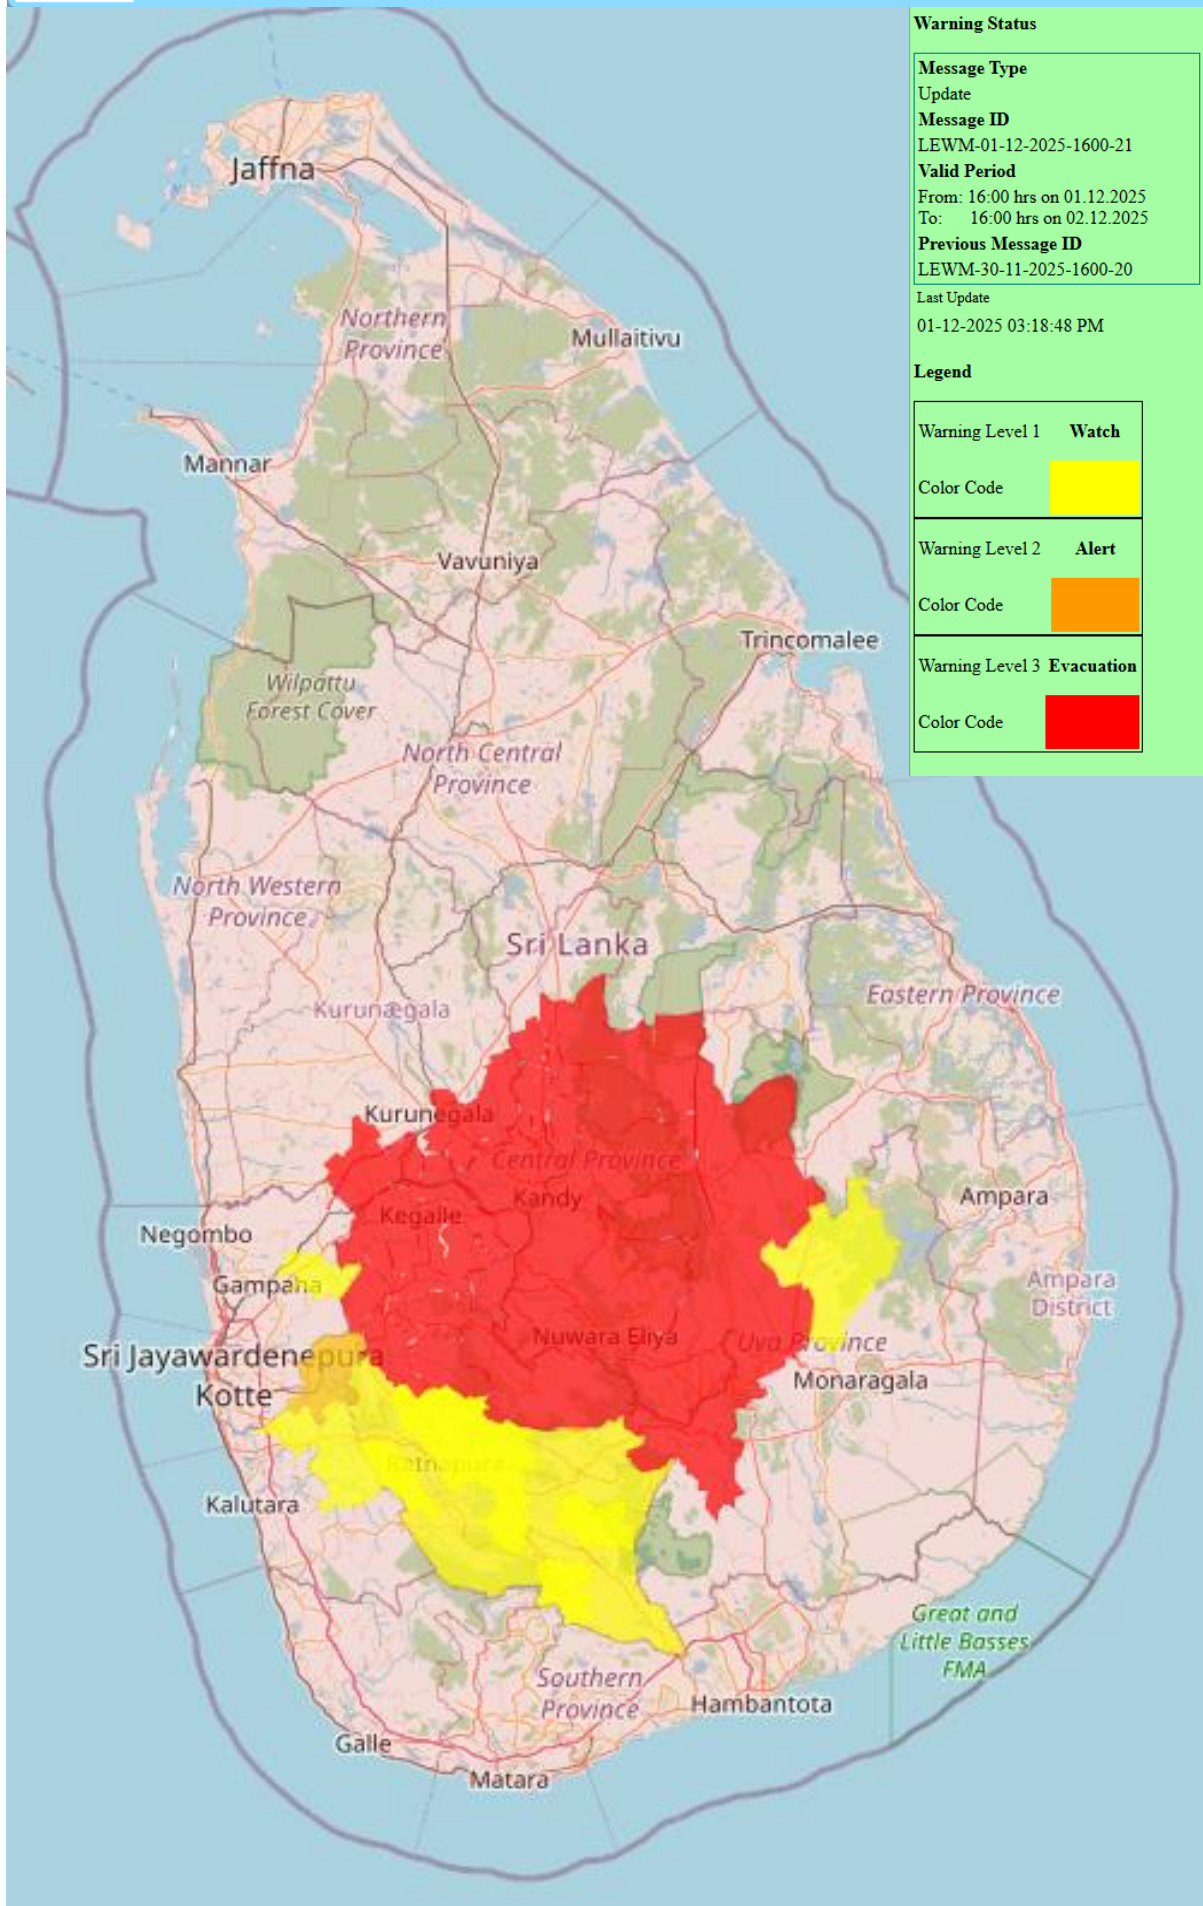 Warning Status
Message Type
Update
Message ID
LEWM-01-12-2025-1600-21
Valid Period
From: 16:00 hrs on 01.12.2025
To: 16:00 hrs on 02.12.2025
Previous Message ID
LEWM-30-11-2025-1600-20
Last Update
01-12-2025 03:18:48 PM
Legend
Warning Level 1 Watch
Color Code
Warning Level 2 Alert
Color Code
Warning Level 3 Evacuation
Color Code
Jaffna
Northern
Province
Mullaitivu
Mannar
Vavuniya
Trincomalee
Wilpattu
Forest Cover
North Central
Province
North Western
Province
Sri Lanka
Eastern Province
Kurunægala
Kurunegala
Central Province
Kandy
Kegalle
Ampara
Negombo
Gampaha
Ampara
District
Nuwara Eliya
Uva Province
Sri Jayawardenepura
Kotte
Monaragala
Ratnapura
Kalutara
Great and
Little Basses
FMA
Southern
Province
Hambantota
Galle
Matara